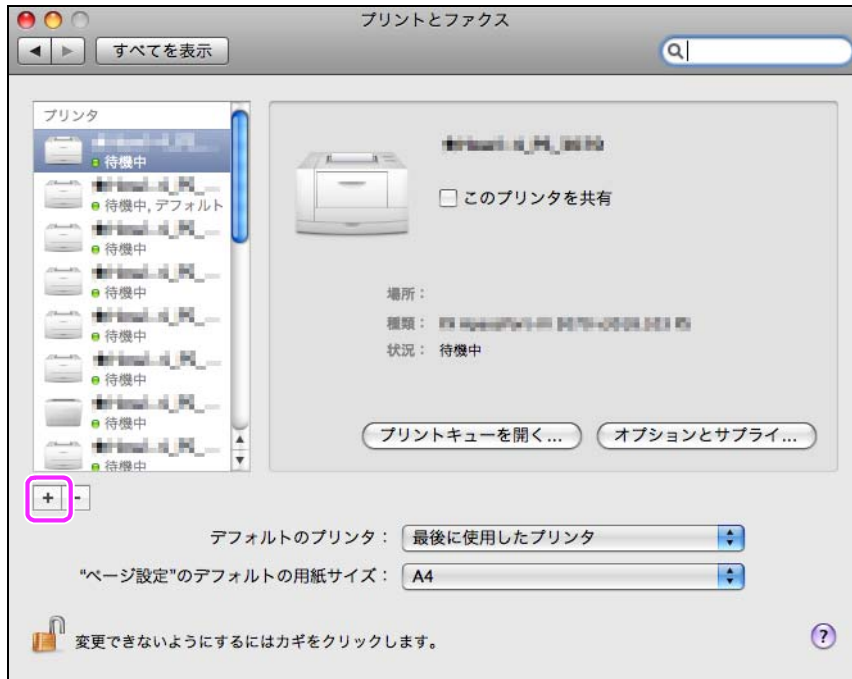 プリントとファクス
すべてを表示
プリンタ
待機中
待機中, デフォルト
待機中
待機中
待機中
待機中
待機中
待機中
このプリンタを共有
場所：
種類：
状況： 待機中
プリントキューを開く... オプションとサプライ...
+ -
デフォルトのプリンタ： 最後に使用したプリンタ
“ページ設定”のデフォルトの用紙サイズ： A4
変更できないようにするにはカギをクリックします。 ?